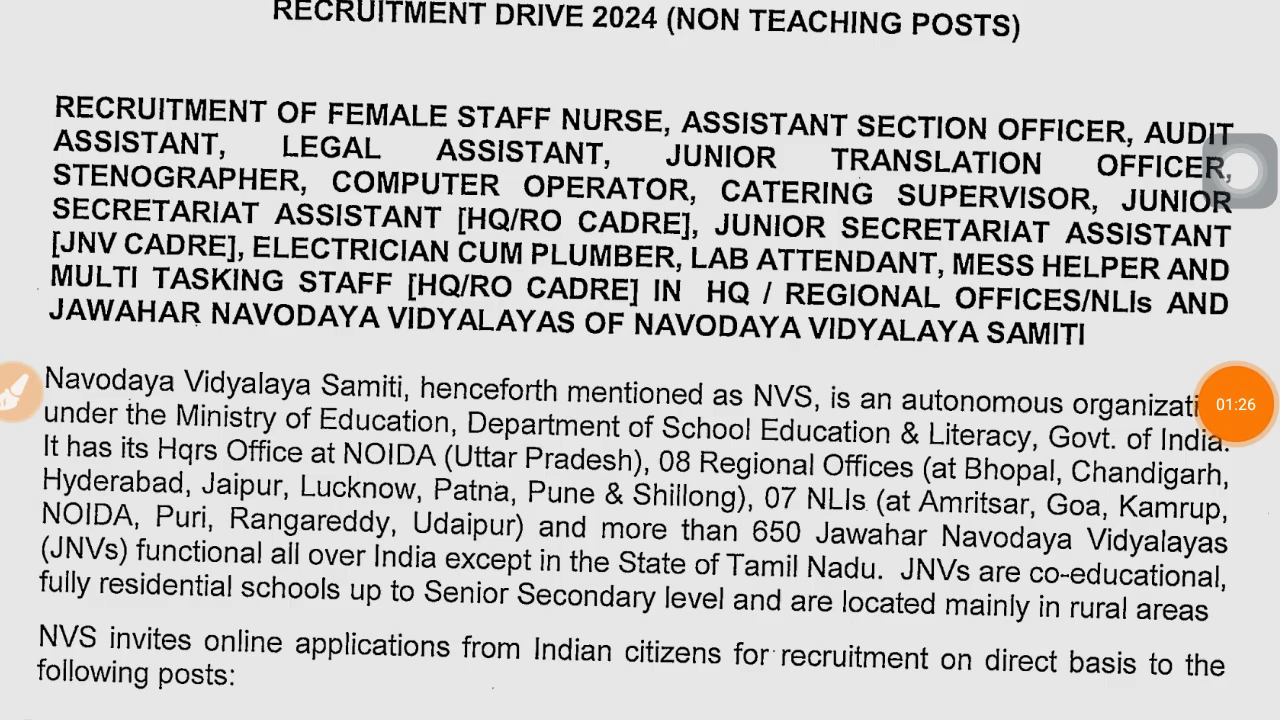 RECRUITMENT DRIVE 2024 (NON TEACHING POSTS)
RECRUITMENT OF FEMALE STAFF NURSE, ASSISTANT SECTION OFFICER, AUDIT
ASSISTANT, LEGAL ASSISTANT, JUNIOR TRANSLATION OFFICER,
STENOGRAPHER, COMPUTER OPERATOR, CATERING SUPERVISOR, JUNIOR
SECRETARIAT ASSISTANT [HQ/RO CADRE], JUNIOR SECRETARIAT ASSISTANT
[JNV CADRE], ELECTRICIAN CUM PLUMBER, LAB ATTENDANT, MESS HELPER AND
MULTI TASKING STAFF [HQ/RO CADRE] IN HQ / REGIONAL OFFICES/NLIs AND
JAWAHAR NAVODAYA VIDYALAYAS OF NAVODAYA VIDYALAYA SAMITI
Navodaya Vidyalaya Samiti, henceforth mentioned as NVS, is an autonomous organizati
under the Ministry of Education, Department of School Education & Literacy, Govt. of India.
It has its Hqrs Office at NOIDA (Uttar Pradesh), 08 Regional Offices (at Bhopal, Chandigarh,
Hyderabad, Jaipur, Lucknow, Patna, Pune & Shillong), 07 NLIs (at Amritsar, Goa, Kamrup,
NOIDA, Puri, Rangareddy, Udaipur) and more than 650 Jawahar Navodaya Vidyalayas
(JNVs) functional all over India except in the State of Tamil Nadu. JNVs are co-educational,
fully residential schools up to Senior Secondary level and are located mainly in rural areas
NVS invites online applications from Indian citizens for recruitment on direct basis to the
following posts:
01:26